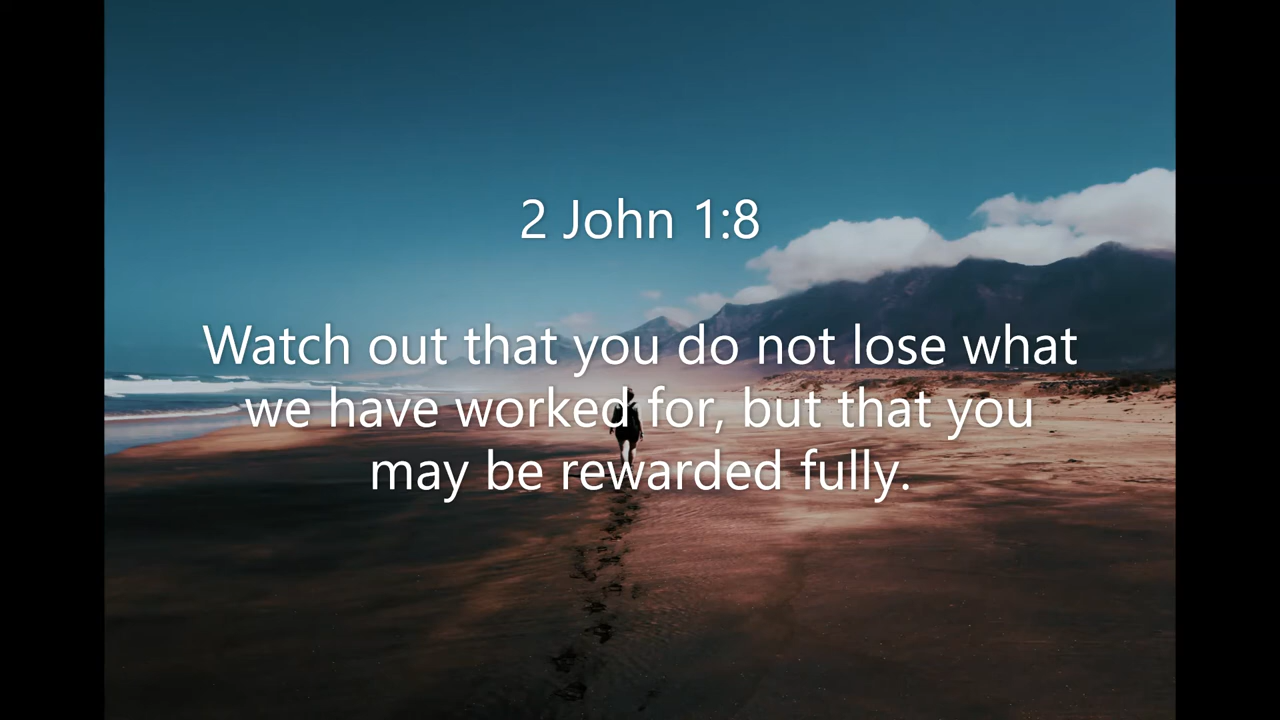 2 John 1:8
Watch out that you do not lose what
we have worked for, but that you
may be rewarded fully.